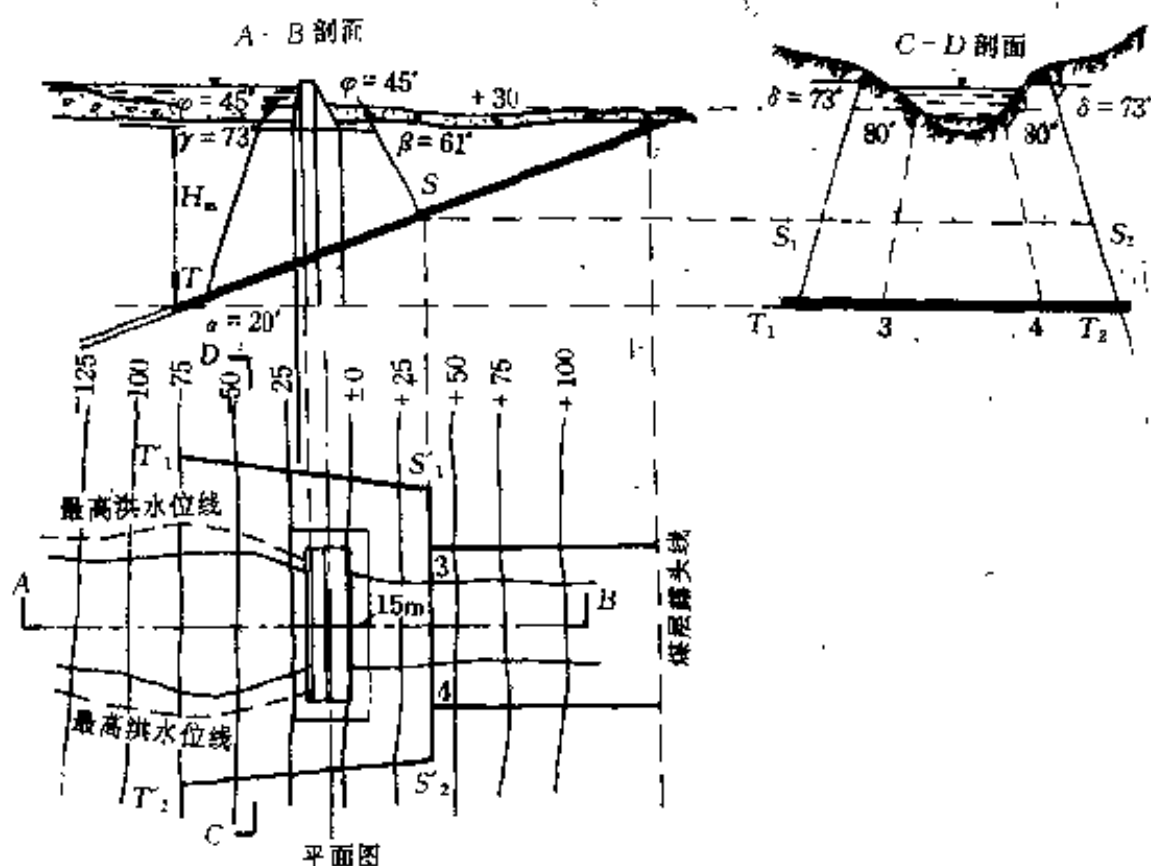 A - B 剖面
C - D 剖面
φ = 45°
φ = 45°
+ 30
γ = 73°
β = 61°
Hm
S
T
α = 20°
δ = 73°
δ = 73°
80°
80°
S1
S2
T1
3
4
T2
D
-125
-100
75
50
25
± 0
+ 25
+ 50
+ 75
+ 100
T'1
S'1
最高洪水位线
3
A
15m
B
煤层露头线
4
最高洪水位线
T'2
S'2
C
平面图